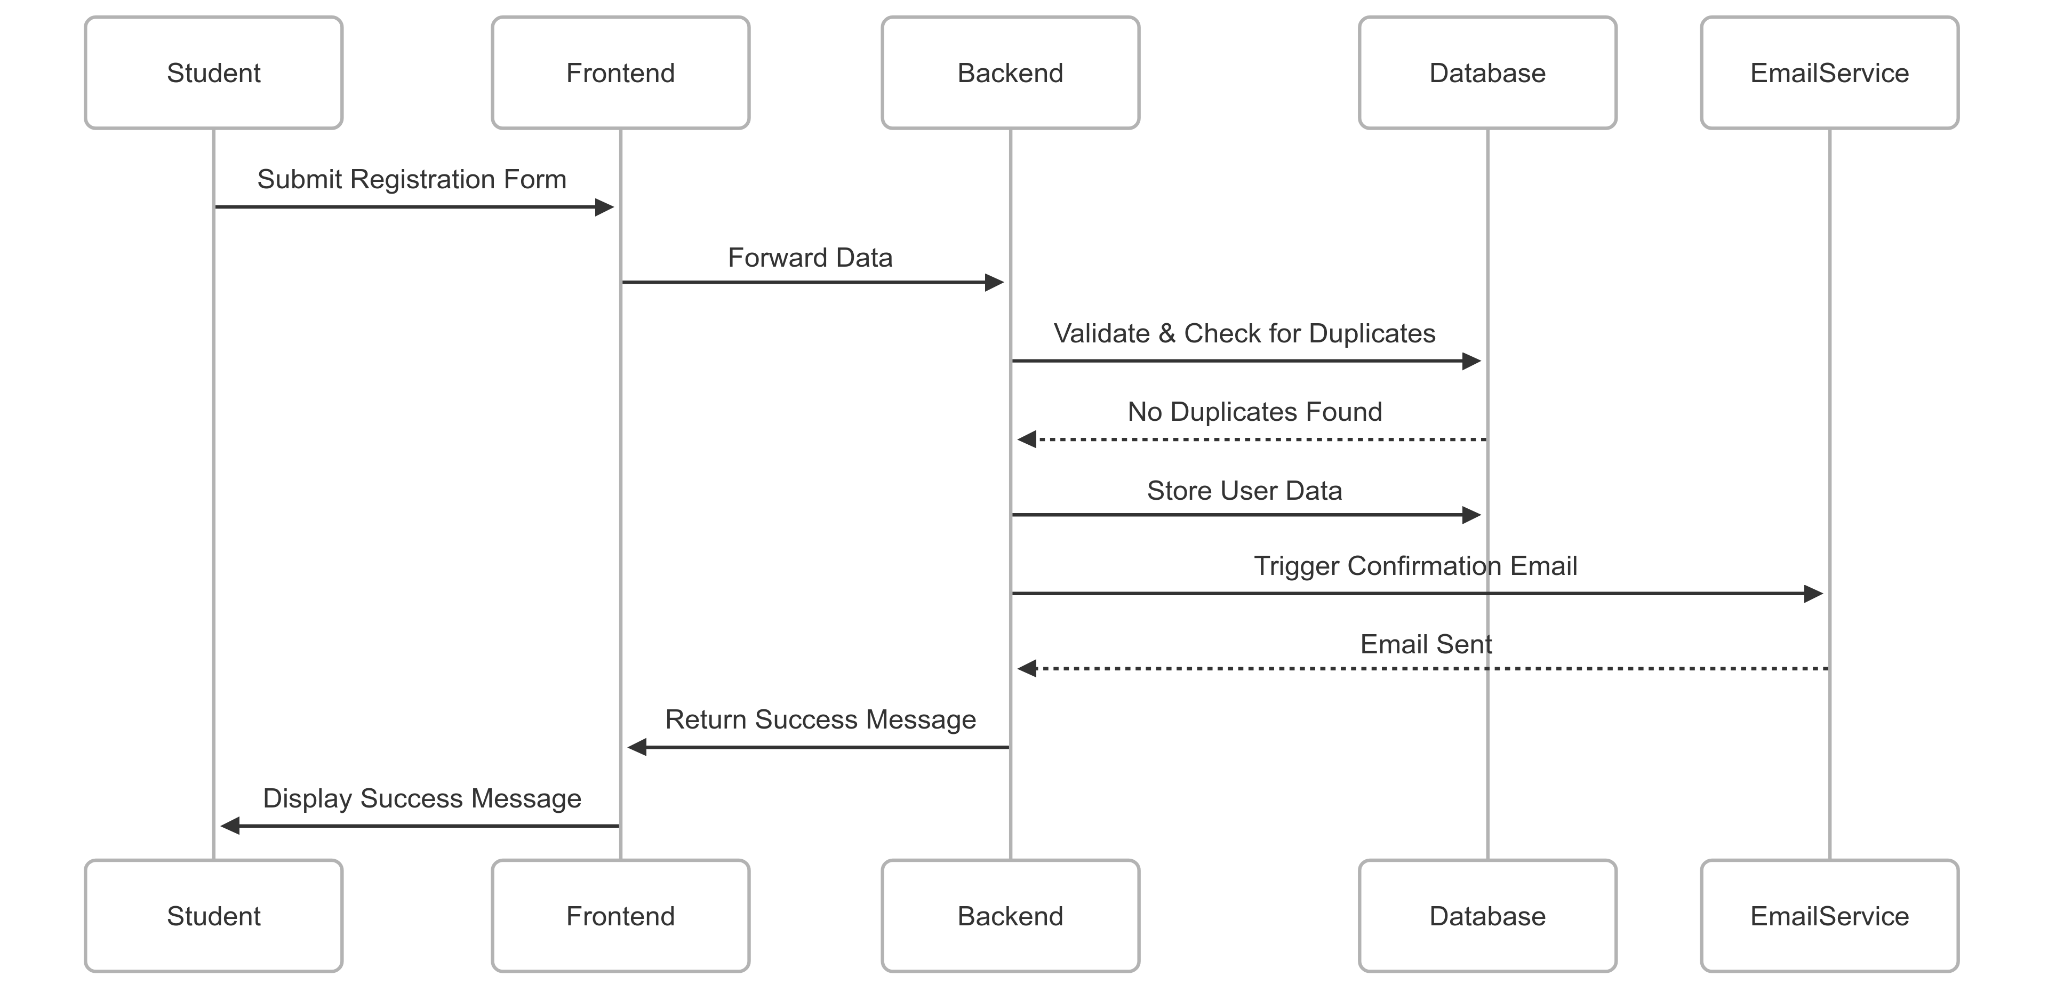 Student
Frontend
Backend
Database
EmailService
Submit Registration Form
Forward Data
Validate & Check for Duplicates
No Duplicates Found
Store User Data
Trigger Confirmation Email
Email Sent
Return Success Message
Display Success Message
Student
Frontend
Backend
Database
EmailService